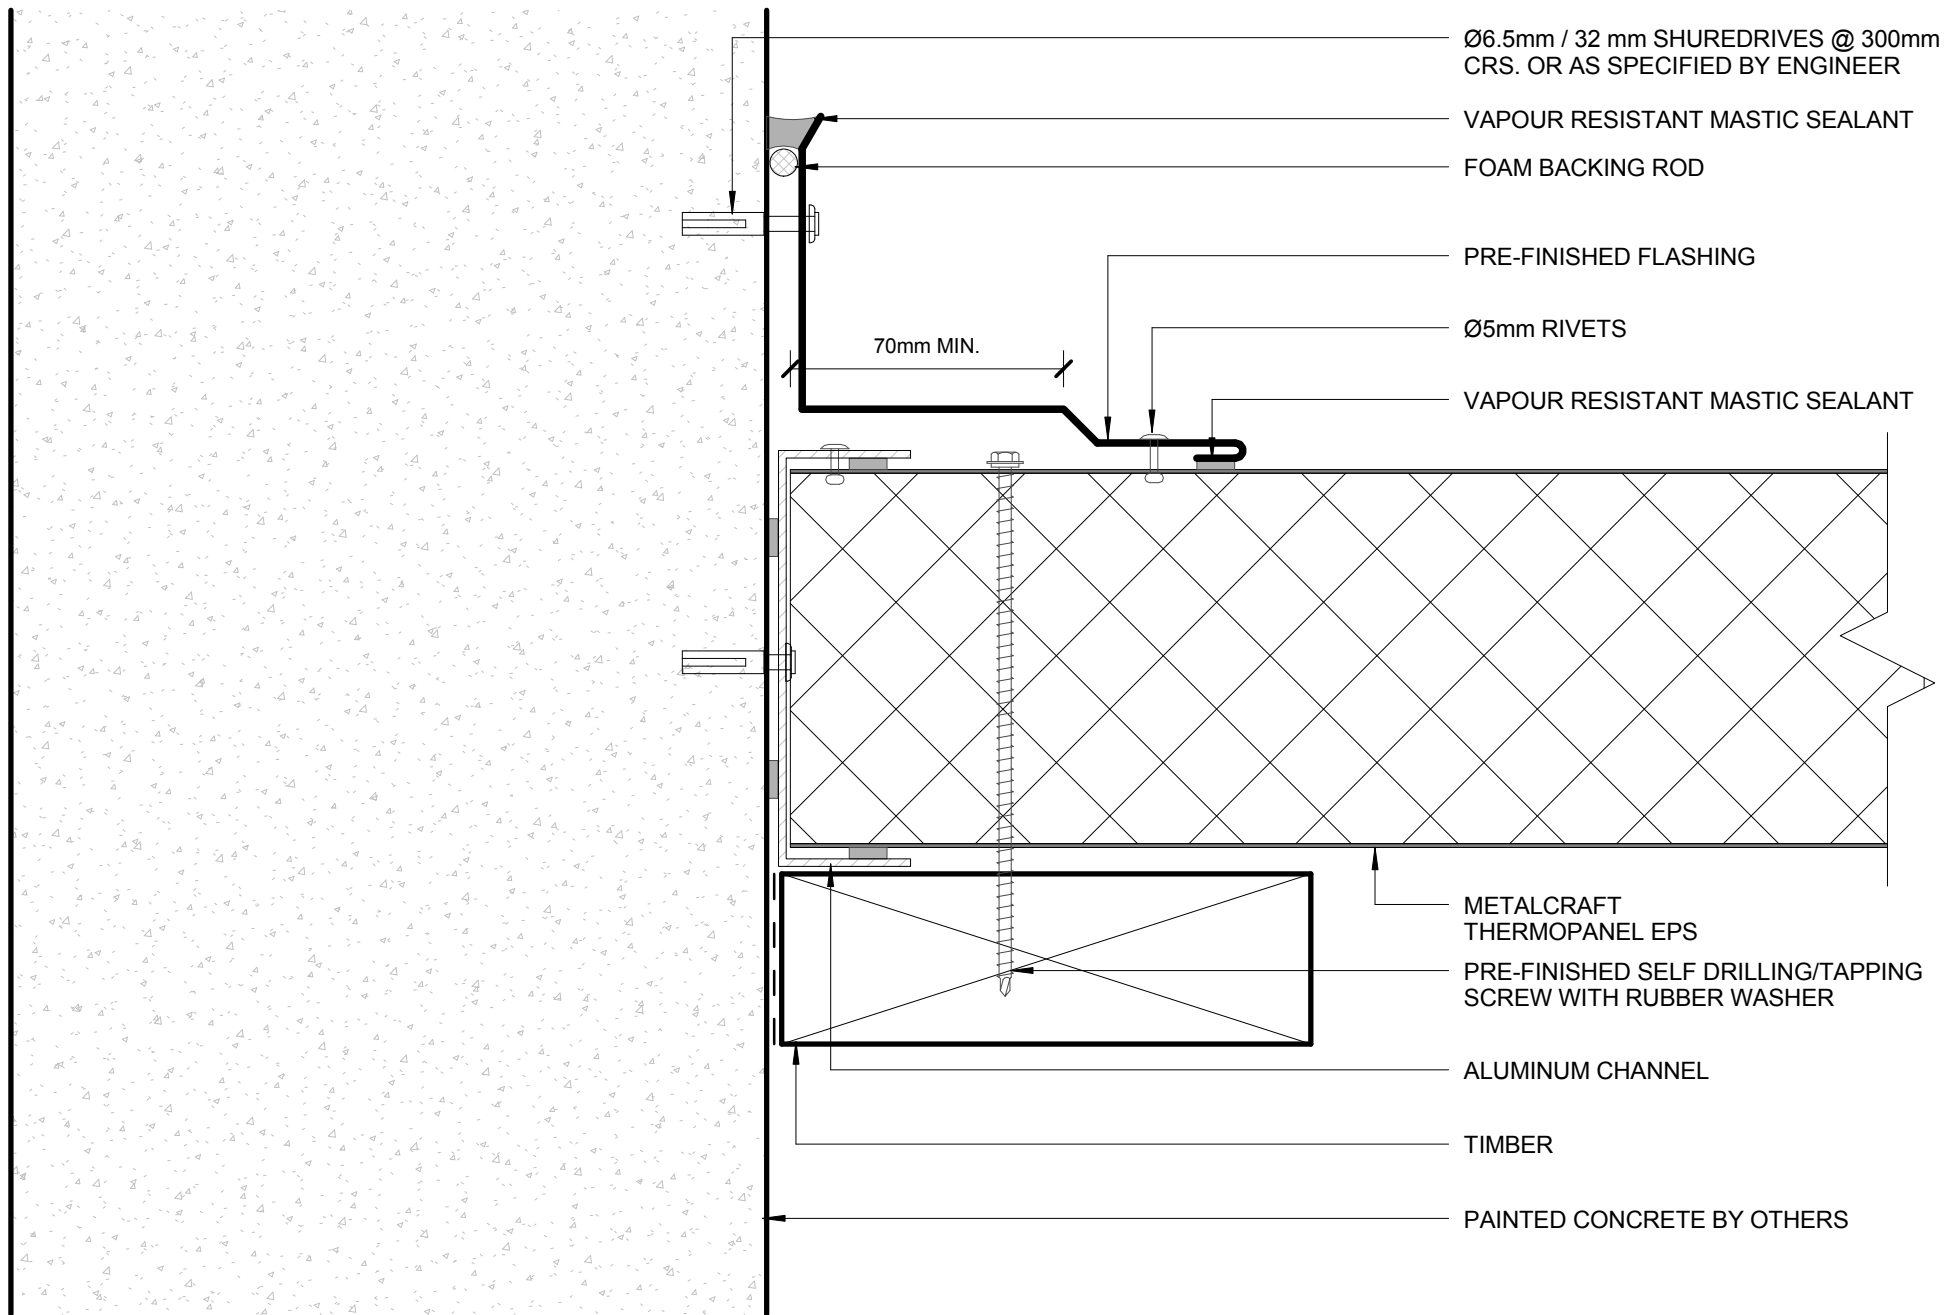 Ø6.5mm / 32 mm SHUREDRIVES @ 300mm
CRS. OR AS SPECIFIED BY ENGINEER
VAPOUR RESISTANT MASTIC SEALANT
FOAM BACKING ROD
PRE-FINISHED FLASHING
Ø5mm RIVETS
70mm MIN.
VAPOUR RESISTANT MASTIC SEALANT
METALCRAFT
THERMOPANEL EPS
PRE-FINISHED SELF DRILLING/TAPPING
SCREW WITH RUBBER WASHER
ALUMINUM CHANNEL
TIMBER
PAINTED CONCRETE BY OTHERS